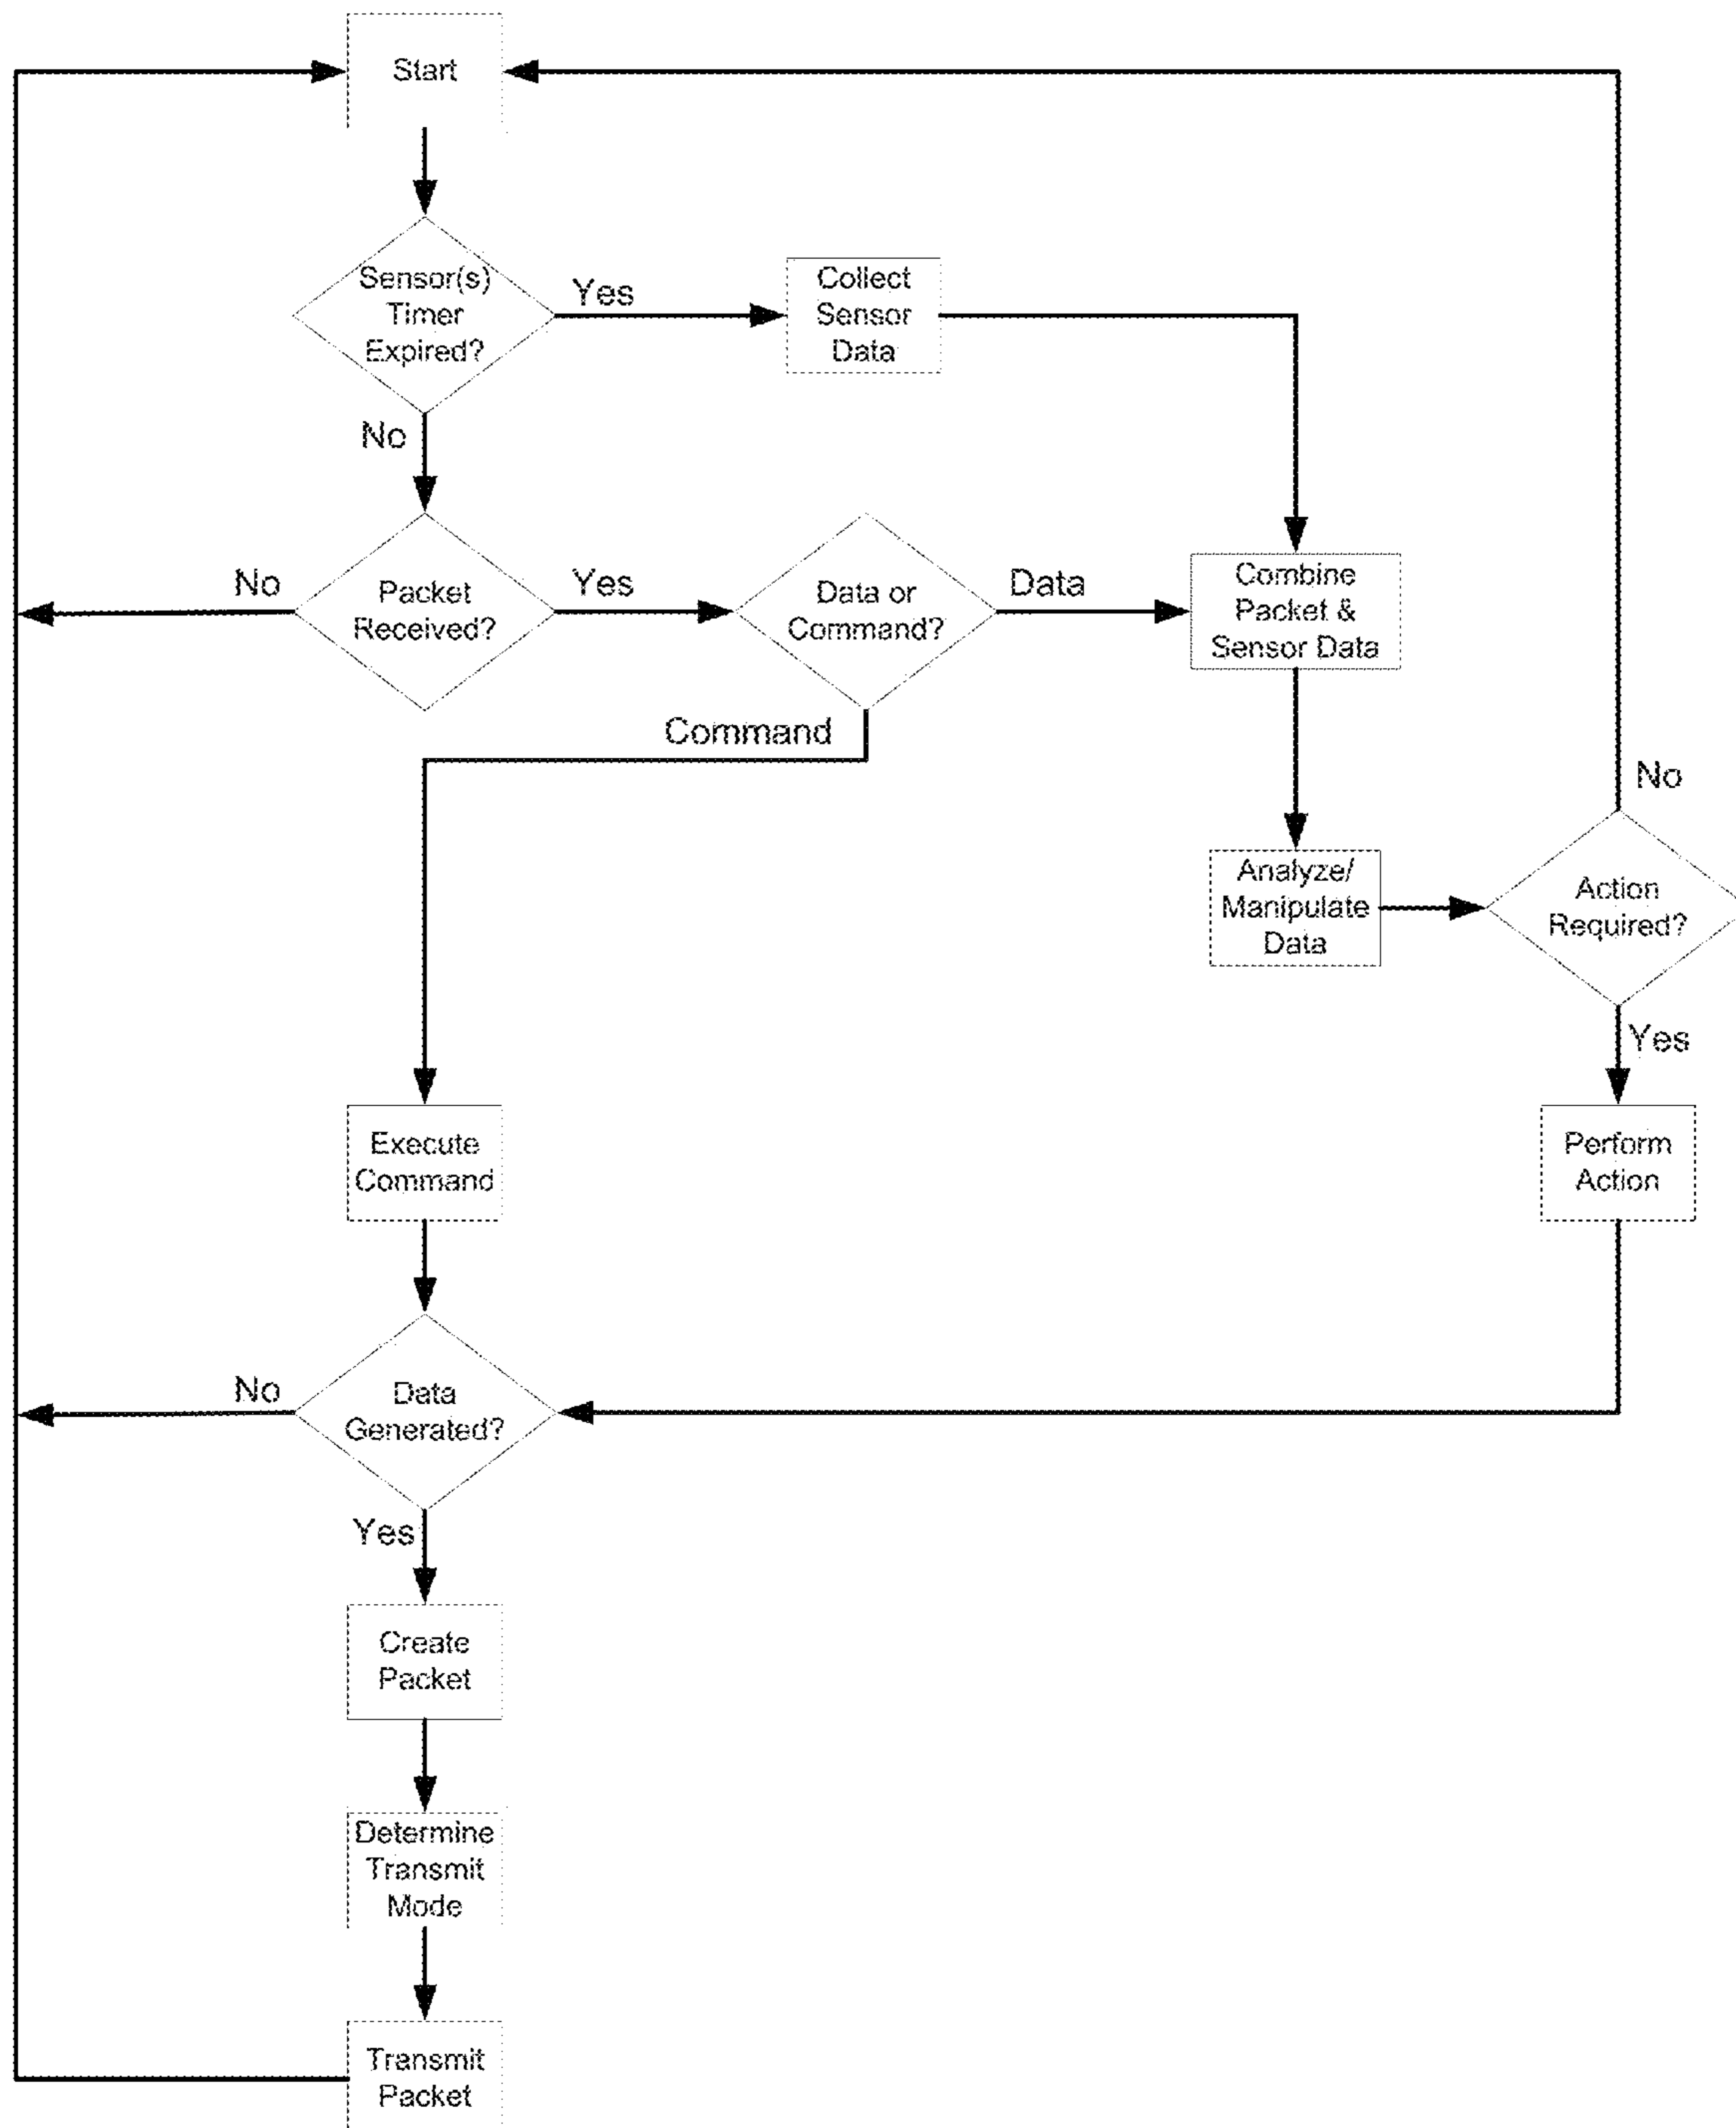 Start
Sensor(s)
Timer
Expired?
Yes
Collect
Sensor
Data
No
No
Packet
Received?
Yes
Data or
Command?
Data
Combine
Packet &
Sensor Data
Command
No
Analyze/
Manipulate
Data
Action
Required?
Yes
Execute
Command
Perform
Action
No
Data
Generated?
Yes
Create
Packet
Determine
Transmit
Mode
Transmit
Packet